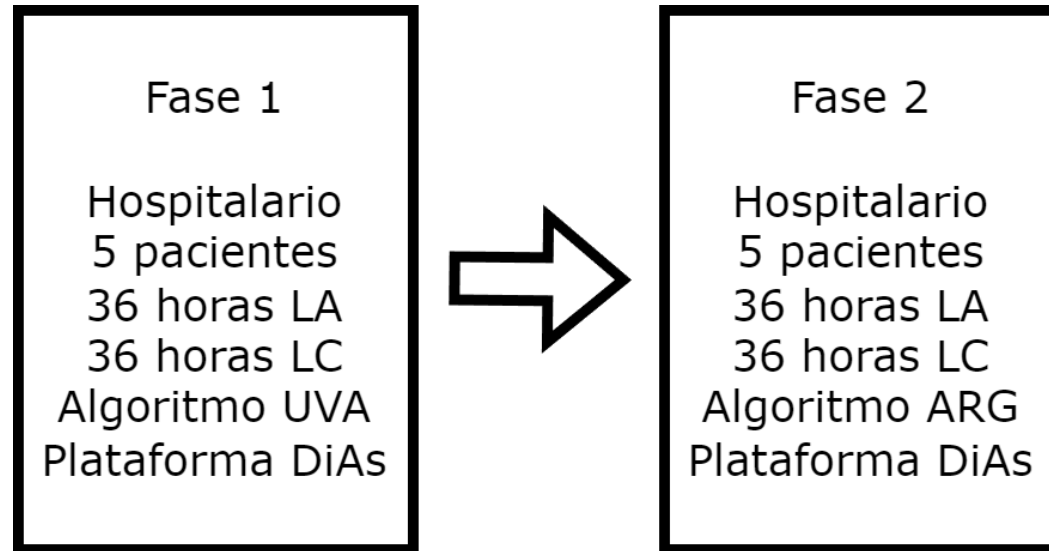 Fase 1
Hospitalario
5 pacientes
36 horas LA
36 horas LC
Algoritmo UVA
Plataforma DiAs
Fase 2
Hospitalario
5 pacientes
36 horas LA
36 horas LC
Algoritmo ARG
Plataforma DiAs